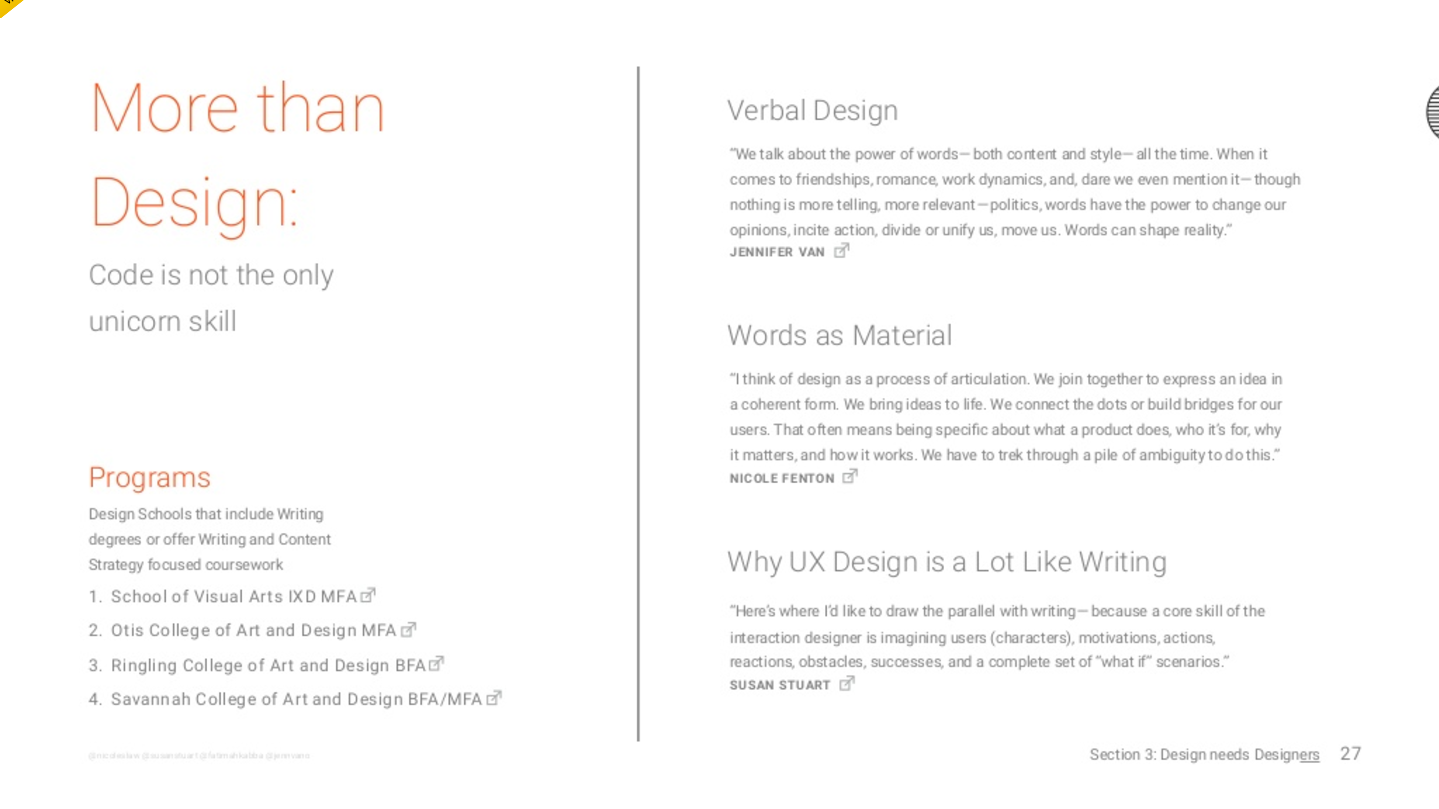 More than
Design:
Code is not the only
unicorn skill
Programs
Design Schools that include Writing
degrees or offer Writing and Content
Strategy focused coursework
1. School of Visual Arts IXD MFA
2. Otis College of Art and Design MFA
3. Ringling College of Art and Design BFA
4. Savannah College of Art and Design BFA/MFA
Verbal Design
“We talk about the power of words—both content and style—all the time. When it
comes to friendships, romance, work dynamics, and, dare we even mention it—though
nothing is more telling, more relevant—politics, words have the power to change our
opinions, incite action, divide or unify us, move us. Words can shape reality.”
JENNIFER VAN
Words as Material
“I think of design as a process of articulation. We join together to express an idea in
a coherent form. We bring ideas to life. We connect the dots or build bridges for our
users. That often means being specific about what a product does, who it’s for, why
it matters, and how it works. We have to trek through a pile of ambiguity to do this.”
NICOLE FENTON
Why UX Design is a Lot Like Writing
“Here’s where I’d like to draw the parallel with writing—because a core skill of the
interaction designer is imagining users (characters), motivations, actions,
reactions, obstacles, successes, and a complete set of “what if” scenarios.”
SUSAN STUART
Section 3: Design needs Designers 27